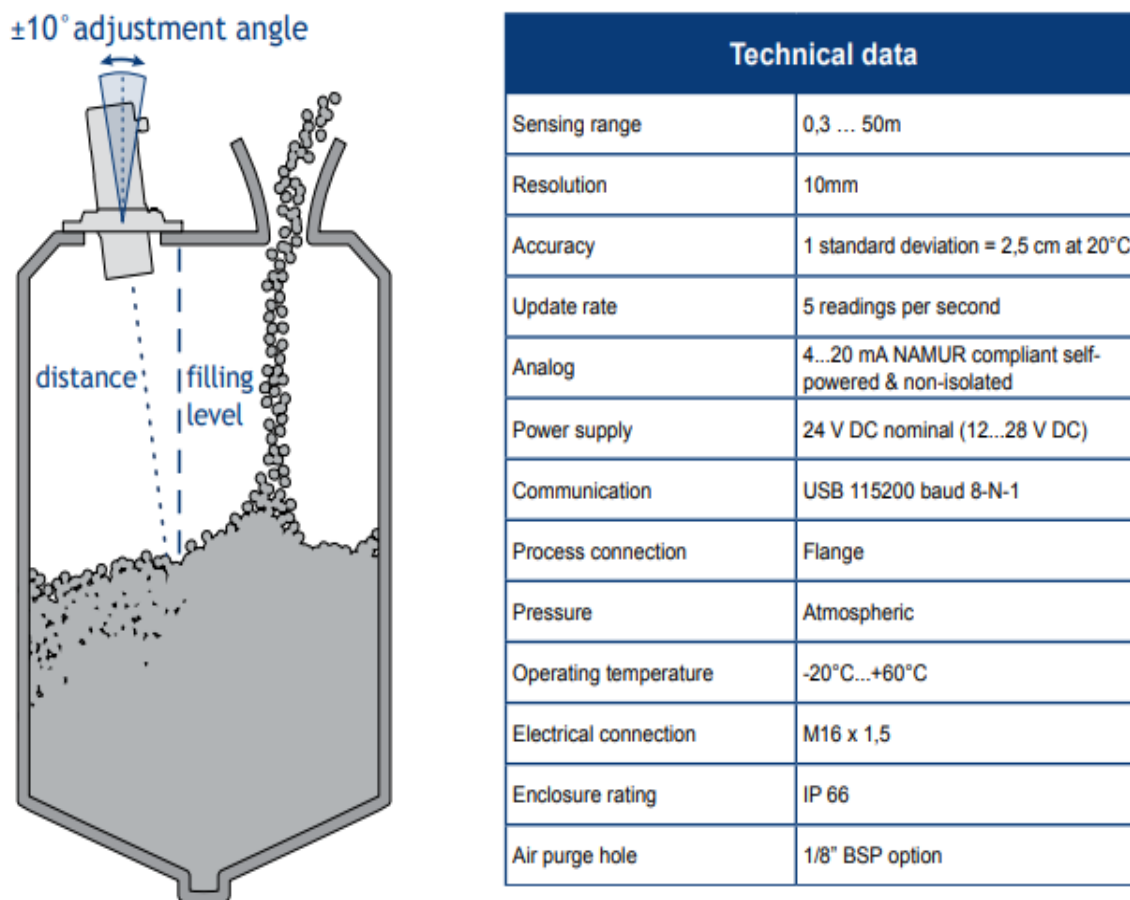 ±10° adjustment angle
distance
filling
level
Technical data
Sensing range 0,3 … 50m
Resolution 10mm
Accuracy 1 standard deviation = 2,5 cm at 20°C
Update rate 5 readings per second
Analog 4...20 mA NAMUR compliant self-
powered & non-isolated
Power supply 24 V DC nominal (12...28 V DC)
Communication USB 115200 baud 8-N-1
Process connection Flange
Pressure Atmospheric
Operating temperature -20°C...+60°C
Electrical connection M16 x 1,5
Enclosure rating IP 66
Air purge hole 1/8” BSP option